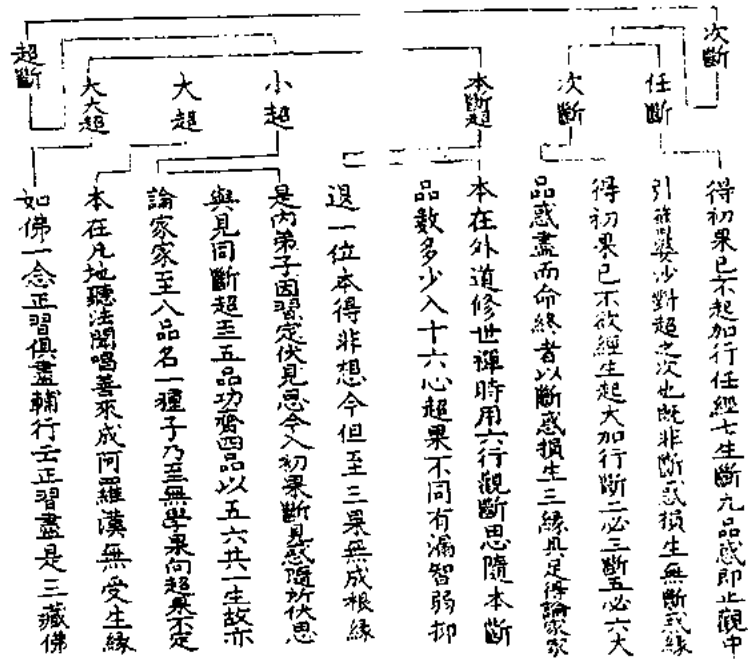 次斷
任斷
次斷
本斷超
小超
大超
大大超
超斷
得初果已不起加行任經七生斷九品惑即止觀中
引雜婆沙對超之次也既非斷惑損生無斷惑緣
得初果已不欲經生起大加行斷二必三斷五必六大
品惑盡而命終者以斷惑損生三緣具足得論家家
本在外道修世禪時用六行觀斷思隨本斷
品數多少入十六心超果不同有漏智弱抑
退一位本得非想今但至三果無成根緣
是內弟子因習定伏見思今入初果斷見惑隨所伏思
與見同斷超至五品功齊四品以五六共一生故亦
論家家至八品名一種子乃至無學果向超果不定
本在凡地聽法聞唱善來成阿羅漢無受生緣
如佛一念正習俱盡輔行云正習盡是三藏佛